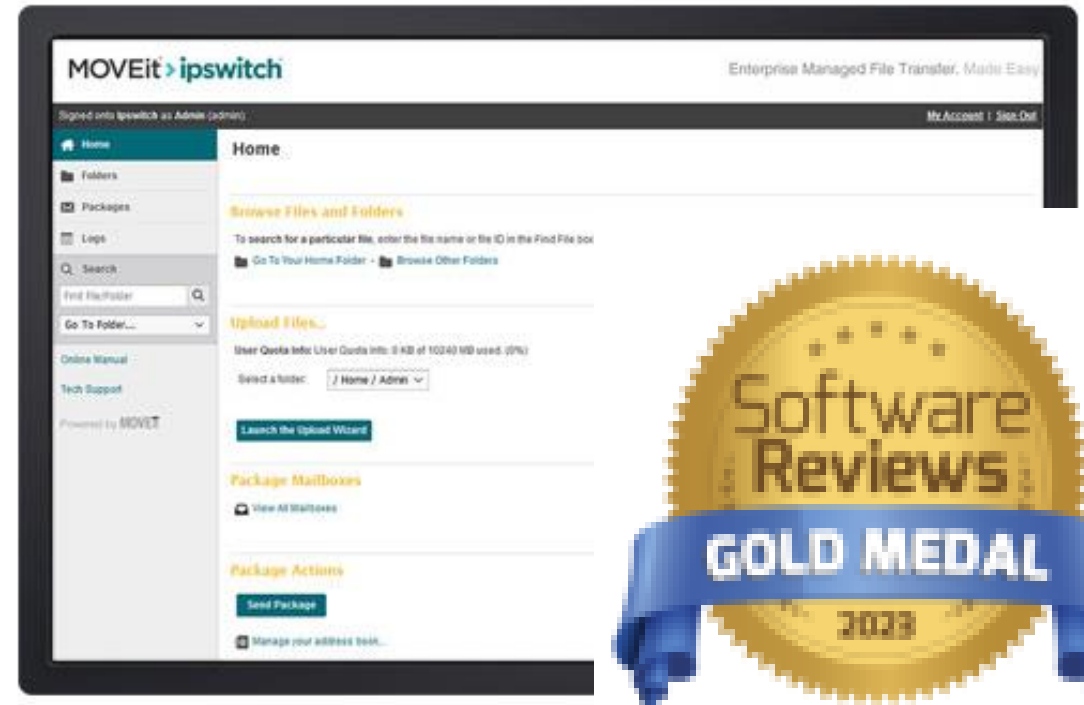 MOVEit>ipswitch
Enterprise Managed File Transfer. Made Easy
Signed onto Ipswitch as Admin (admin)
My Account | Sign Out
Home
Folders
Packages
Logs
Search
Find File/Folder
Go To Folder...
Online Manual
Tech Support
Powered by MOVEit
Home
Browse Files and Folders
To search for a particular file, enter the file name or file ID in the Find File box
Go To Your Home Folder - Browse Other Folders
Upload Files...
User Quota Info: User Quota Info: 0 KB of 10240 MB used. (0%)
Select a folder: / Home / Admin
Launch the Upload Wizard
Package Mailboxes
View All Mailboxes
Package Actions
Send Package
Manage your address book...
Software
Reviews
GOLD MEDAL
2023